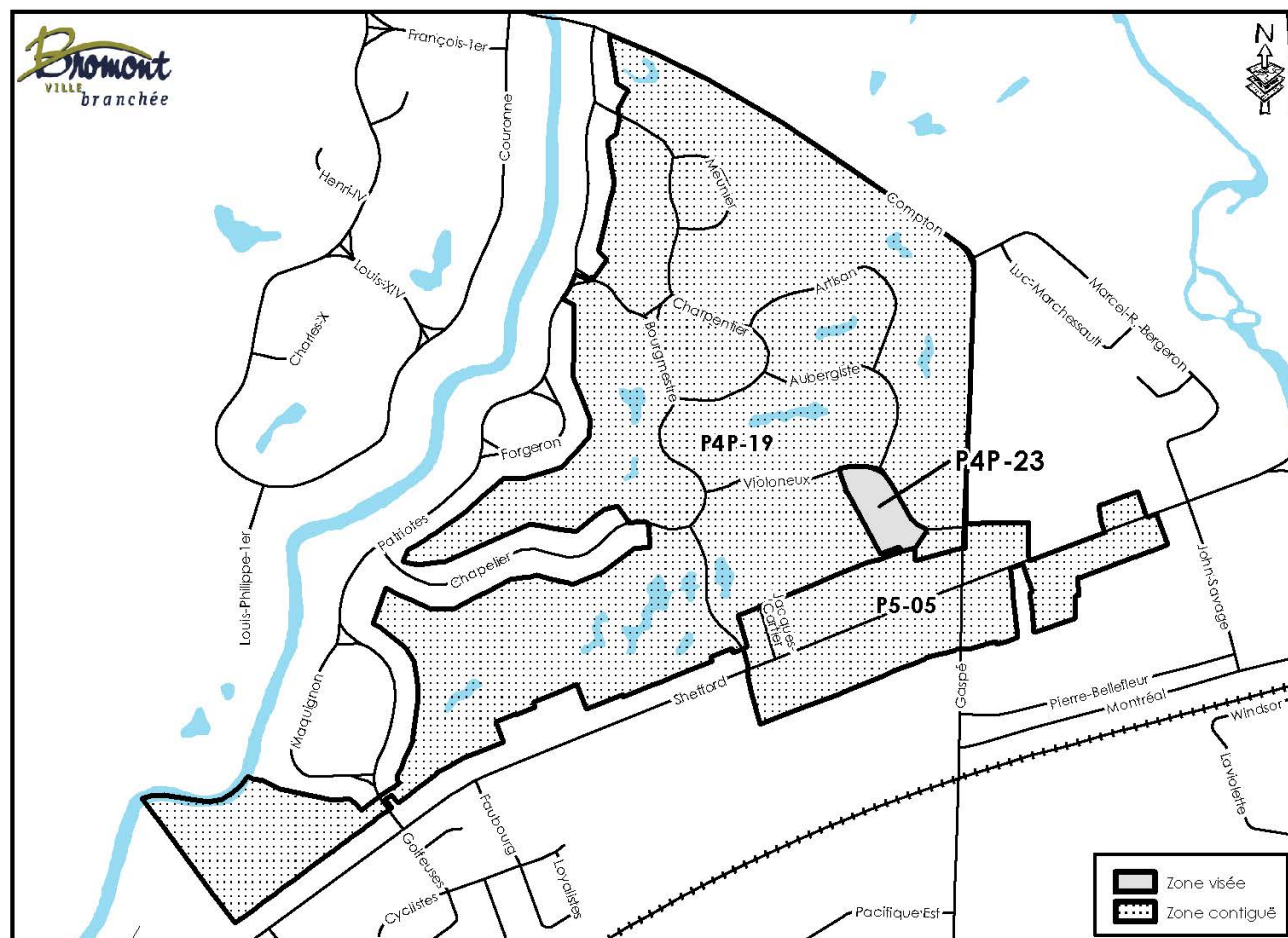 Bromont
VILLE
branchée
N
François-1er
Couronne
Henri-IV
Meunier
Compton
Louis-XIV
Luc-Marchessault
Marcel-R.-Bergeron
Artisan
Charpentier
Charles-X
Bourgmestre
Aubergiste
Forgeron
P4P-19
P4P-23
Violoneux
Patriotes
Chapelier
Louis-Philippe-1er
John-Savage
Jacques-
Cartier
P5-05
Shefford
Gaspé
Pierre-Bellefleur
Montréal
Windsor
Maquignon
Laviolette
Faubourg
Golfeuses
Loyalistes
Cyclistes
Pacifique-Est
Zone visée
Zone contiguë